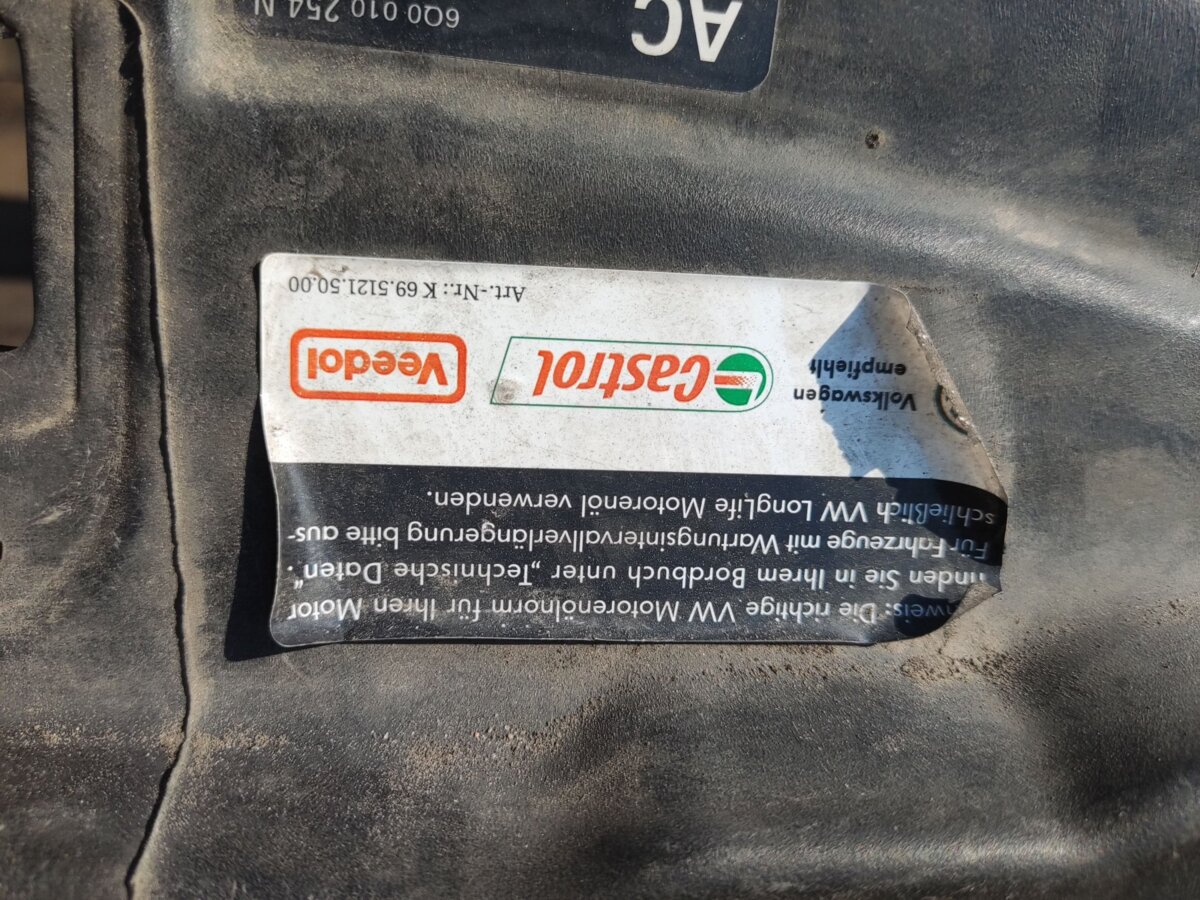 Hinweis: Die richtige VW Motorenölnorm für Ihren Motor
finden Sie in Ihrem Bordbuch unter „Technische Daten“.
Für Fahrzeuge mit Wartungsintervallverlängerung bitte aus-
schließlich VW LongLife Motorenöl verwenden.
Volkswagen
empfiehlt
Castrol
Veedol
Art.-Nr.: K 69.5121.50.00
AC
6Q0 010 254 N